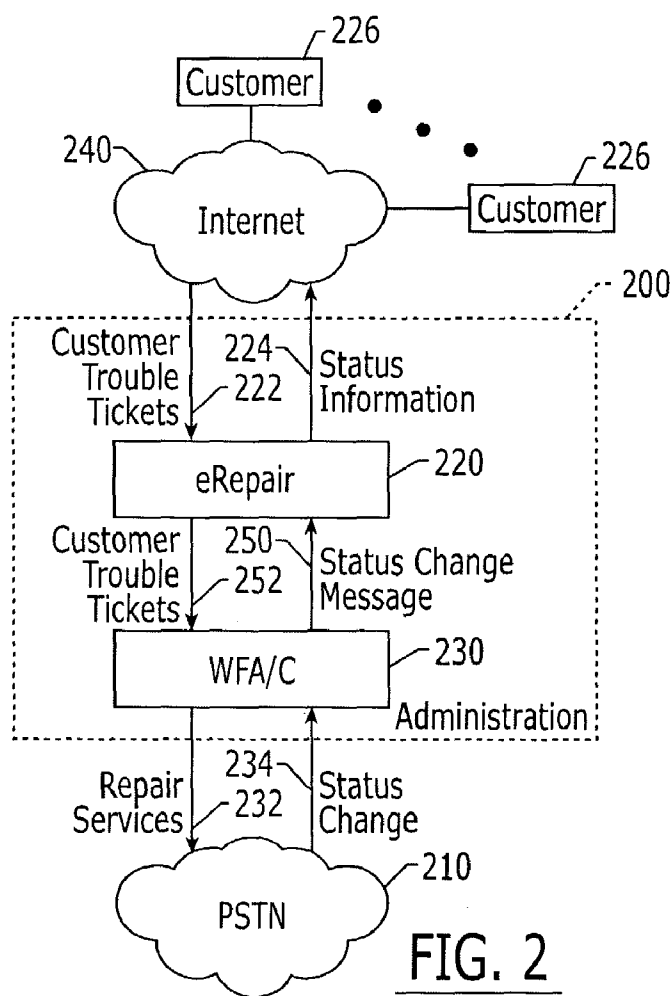 226
Customer
240
226
Internet
Customer
200
Customer
Trouble
Tickets
222
224
Status
Information
eRepair
220
Customer
Trouble
Tickets
252
250
Status Change
Message
WFA/C
230
Administration
Repair
Services
232
234
Status
Change
210
PSTN
FIG. 2